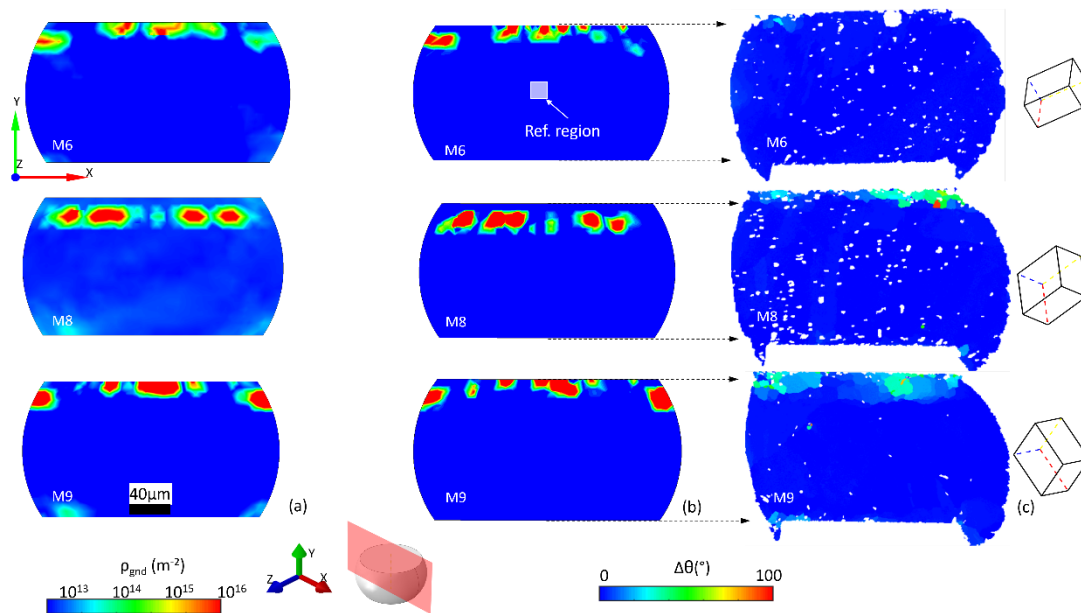 Y
Z
X
M6
M6
Ref. region
M6
M8
M8
M8
M9
40µm
(a)
M9
(b)
M9
(c)
ρgnd (m⁻²)
10¹³ 10¹⁴ 10¹⁵ 10¹⁶
Y
Z
X
0 100
Δθ(°)